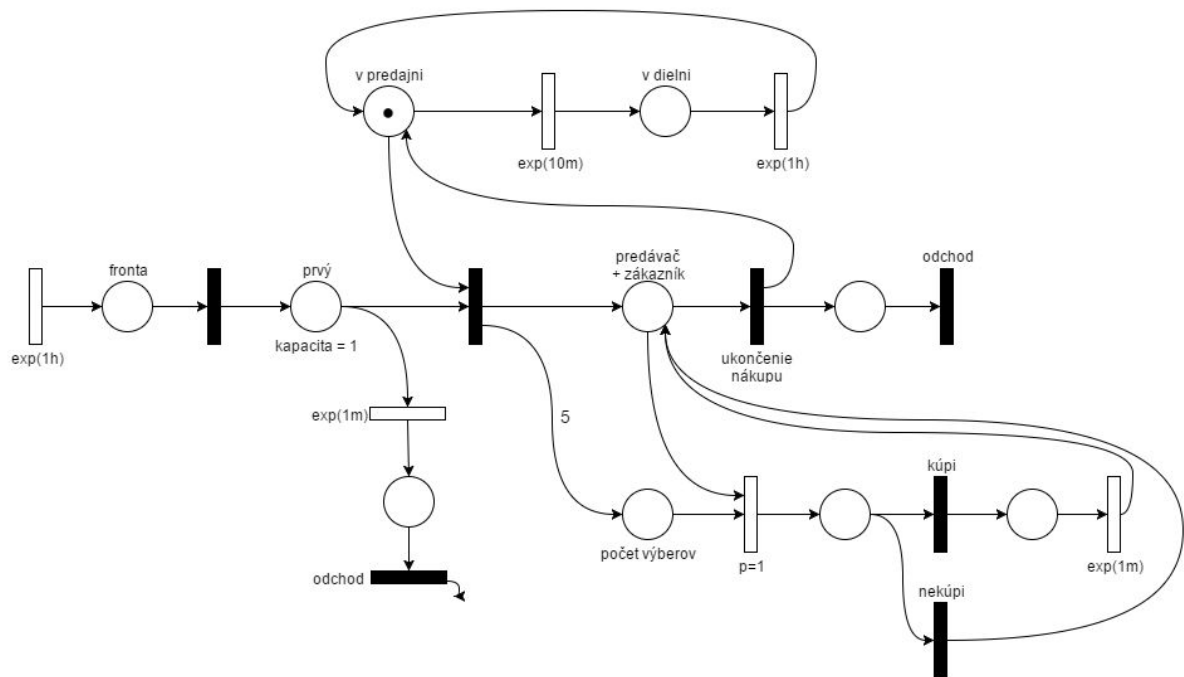 v predajni
v dielni
exp(10m)
exp(1h)
fronta
prvý
predávač
+ zákazník
odchod
exp(1h)
kapacita = 1
ukončenie
nákupu
exp(1m)
5
kúpi
počet výberov
p=1
exp(1m)
odchod
nekúpi